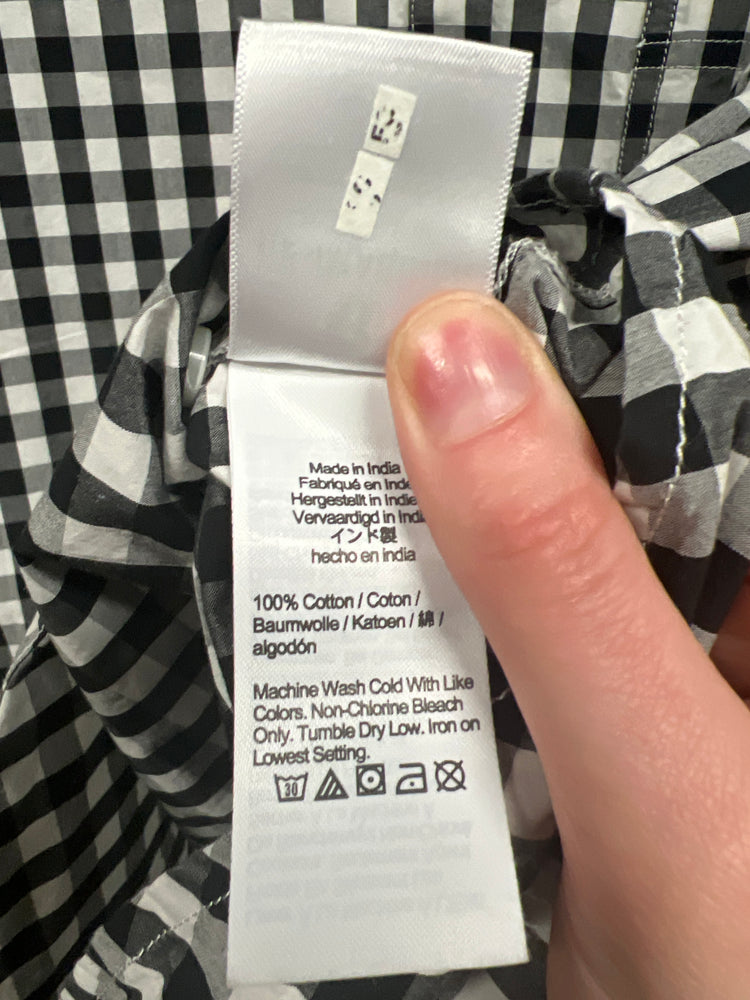 Made in India
Fabriqué en Inde
Hergestellt in Indie
Vervaardigd in Indi
インド製
hecho en india
100% Cotton / Coton /
Baumwolle / Katoen / 綿 /
algodón
Machine Wash Cold With Like
Colors. Non-Chlorine Bleach
Only. Tumble Dry Low. Iron on
Lowest Setting.
30